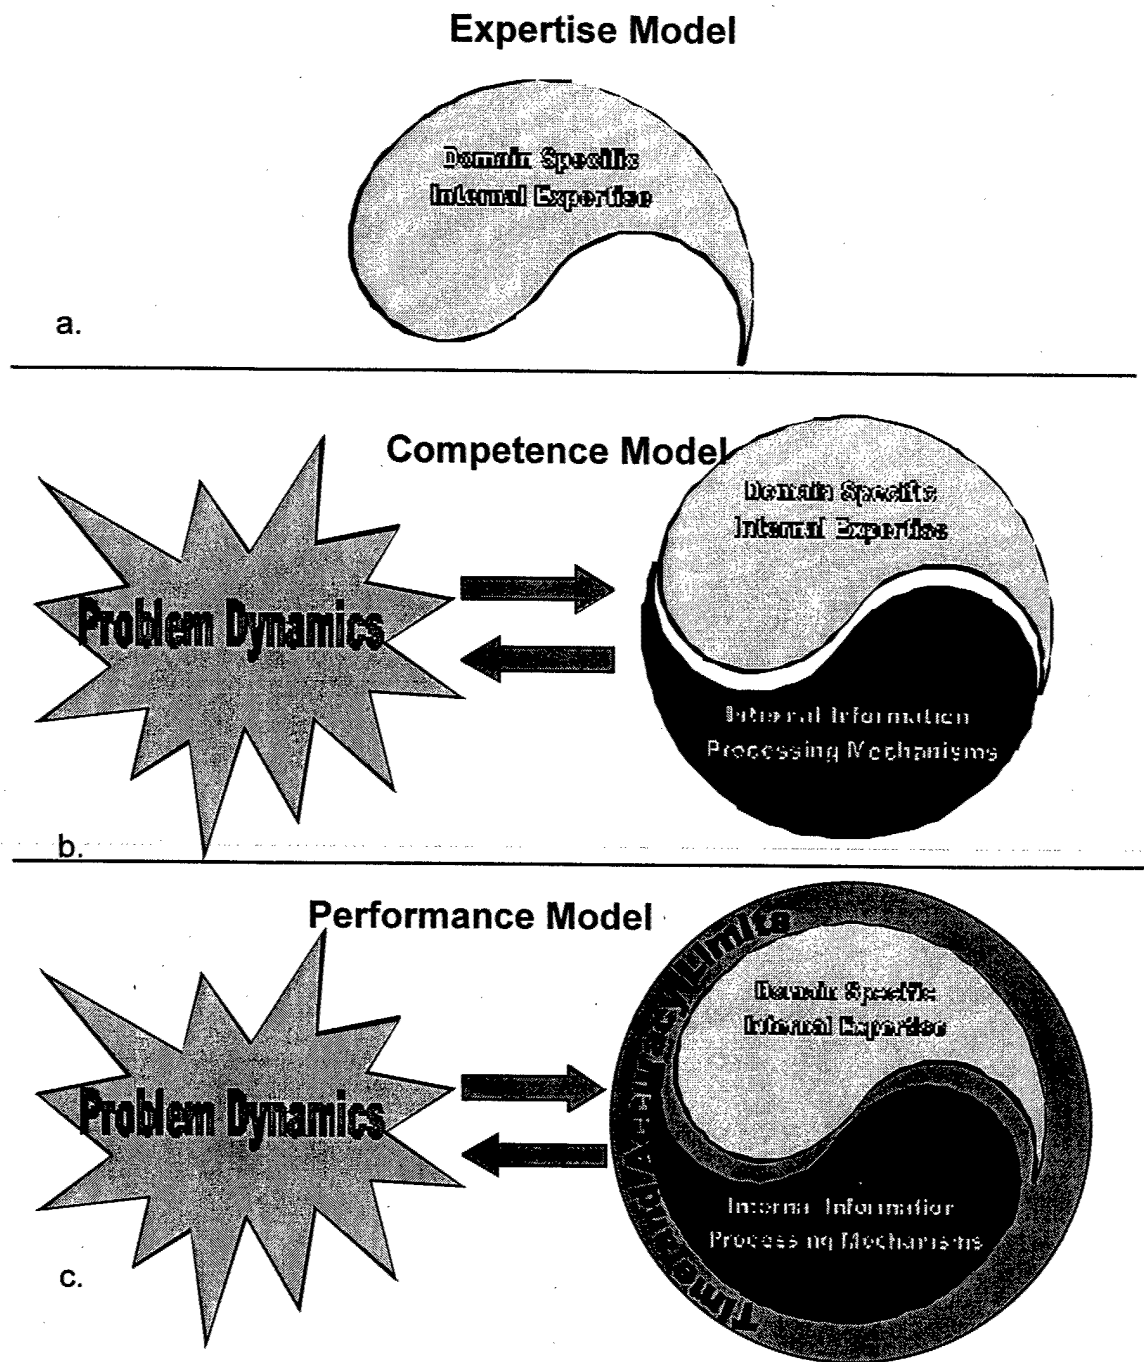 Expertise Model
Domain Specific
Internal Expertise
a.
Competence Model
Domain Specific
Internal Expertise
Problem Dynamics
Internal Information
Processing Mechanisms
b.
Performance Model
Time and Accuracy Limits
Domain Specific
Internal Expertise
Problem Dynamics
Internal Information
Processing Mechanisms
c.